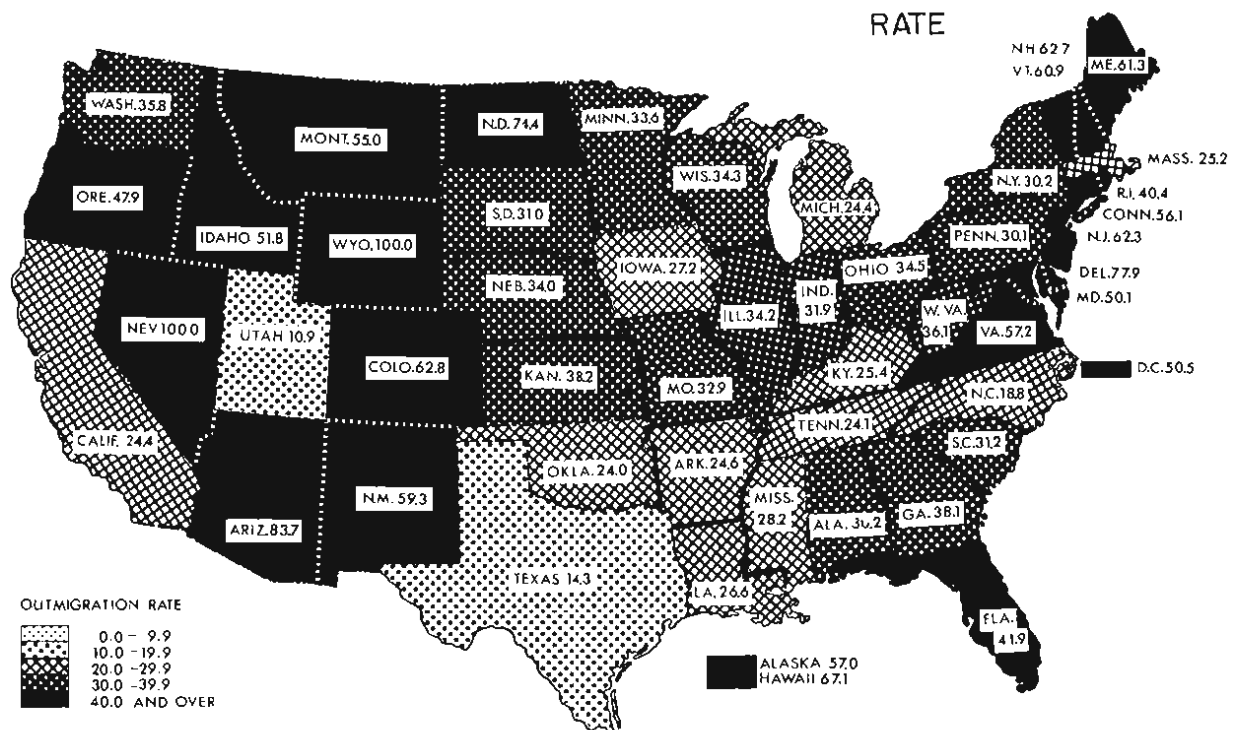 RATE
NH 62.7
VT. 60.9
ME. 61.3
WASH. 35.8
MONT. 55.0
N.D. 74.4
MINN. 33.6
MASS. 25.2
ORE. 47.9
IDAHO 51.8
WYO. 100.0
S.D. 31.0
WIS. 34.3
MICH. 24.4
N.Y. 30.2
R.I. 40.4
CONN. 56.1
N.J. 62.3
PENN. 30.1
DEL. 77.9
MD. 50.1
NEV 100.0
UTAH 10.9
NEB. 34.0
IOWA. 27.2
ILL. 34.2
IND.
31.9
OHIO 34.5
W. VA.
36.1
VA. 57.2
D.C. 50.5
COLO. 62.8
KAN. 38.2
MO. 32.9
KY. 25.4
N.C. 18.8
CALIF. 24.4
TENN. 24.1
S.C. 31.2
ARIZ. 83.7
N.M. 59.3
OKLA. 24.0
ARK. 24.6
MISS.
28.2
ALA.
GA. 38.1
TEXAS 14.3
LA. 26.6
FLA.
41.9
ALASKA 57.0
HAWAII 67.1
OUTMIGRATION RATE
0.0 - 9.9
10.0 - 19.9
20.0 - 29.9
30.0 - 39.9
40.0 AND OVER